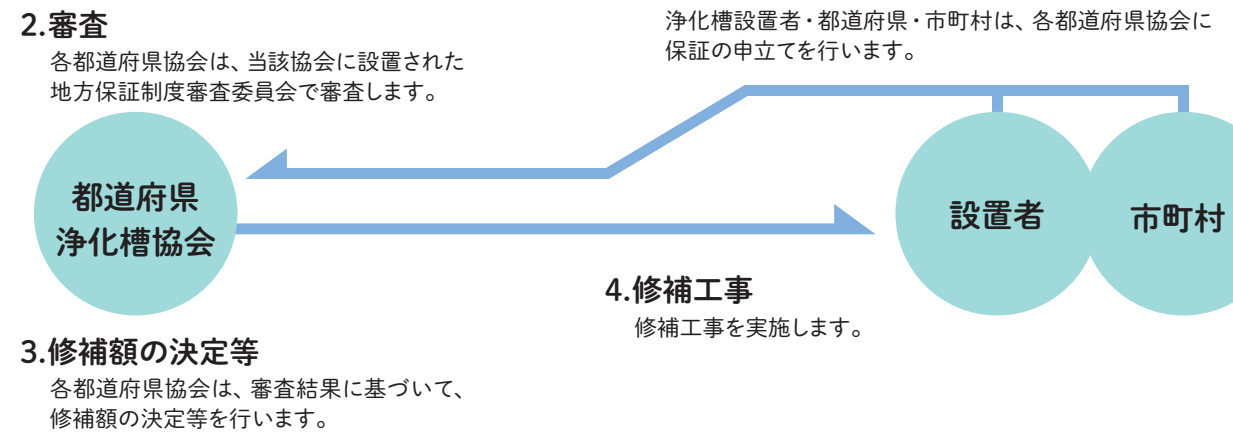 浄化槽設置者・都道府県・市町村は、各都道府県協会に
保証の申立てを行います。
2.審査
各都道府県協会は、当該協会に設置された
地方保証制度審査委員会で審査します。
都道府県
浄化槽協会
設置者
市町村
3.修補額の決定等
各都道府県協会は、審査結果に基づいて、
修補額の決定等を行います。
4.修補工事
修補工事を実施します。